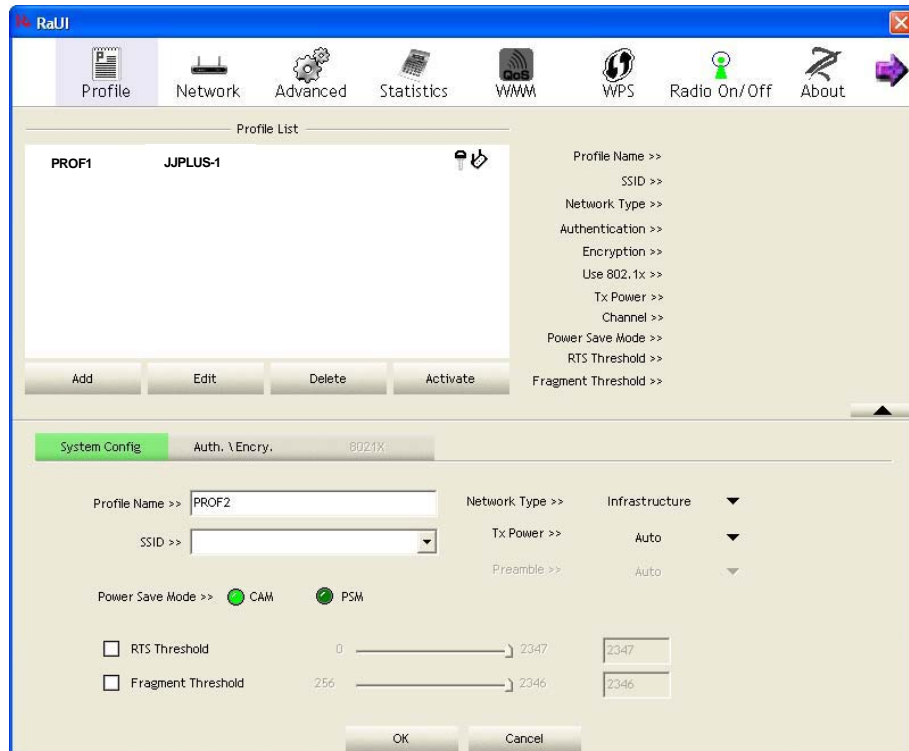 RaUI
Profile Network Advanced Statistics QoS WMM WPS Radio On/Off About
Profile List
PROF1 JJPLUS-1
Profile Name >>
SSID >>
Network Type >>
Authentication >>
Encryption >>
Use 802.1x >>
Tx Power >>
Channel >>
Power Save Mode >>
RTS Threshold >>
Fragment Threshold >>
Add Edit Delete Activate
System Config Auth. \ Encry. 8021X
Profile Name >> PROF2 Network Type >> Infrastructure
SSID >> Tx Power >> Auto
Preamble >> Auto
Power Save Mode >> CAM PSM
RTS Threshold 0 2347 2347
Fragment Threshold 256 2346 2346
OK Cancel